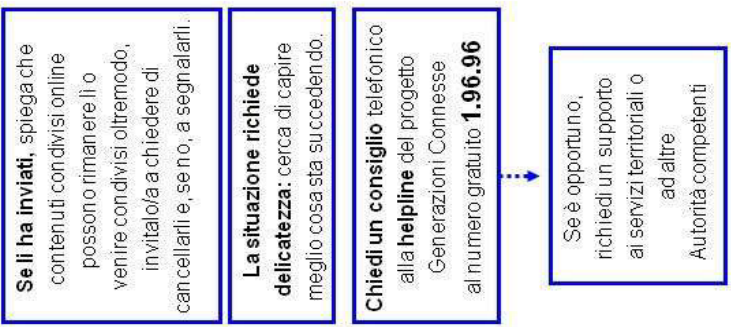 Se li ha inviati, spiega che
contenuti condivisi online
possono rimanere lì o
venire condivisi oltremodo,
invitalo/a a chiedere di
cancellarli e, se no, a segnalarli.
La situazione richiede
delicatezza: cerca di capire
meglio cosa sta succedendo.
Chiedi un consiglio telefonico
alla helpline del progetto
Generazioni Connesse
al numero gratuito 1.96.96
Se è opportuno,
richiedi un supporto
ai servizi territoriali o
ad altre
Autorità competenti